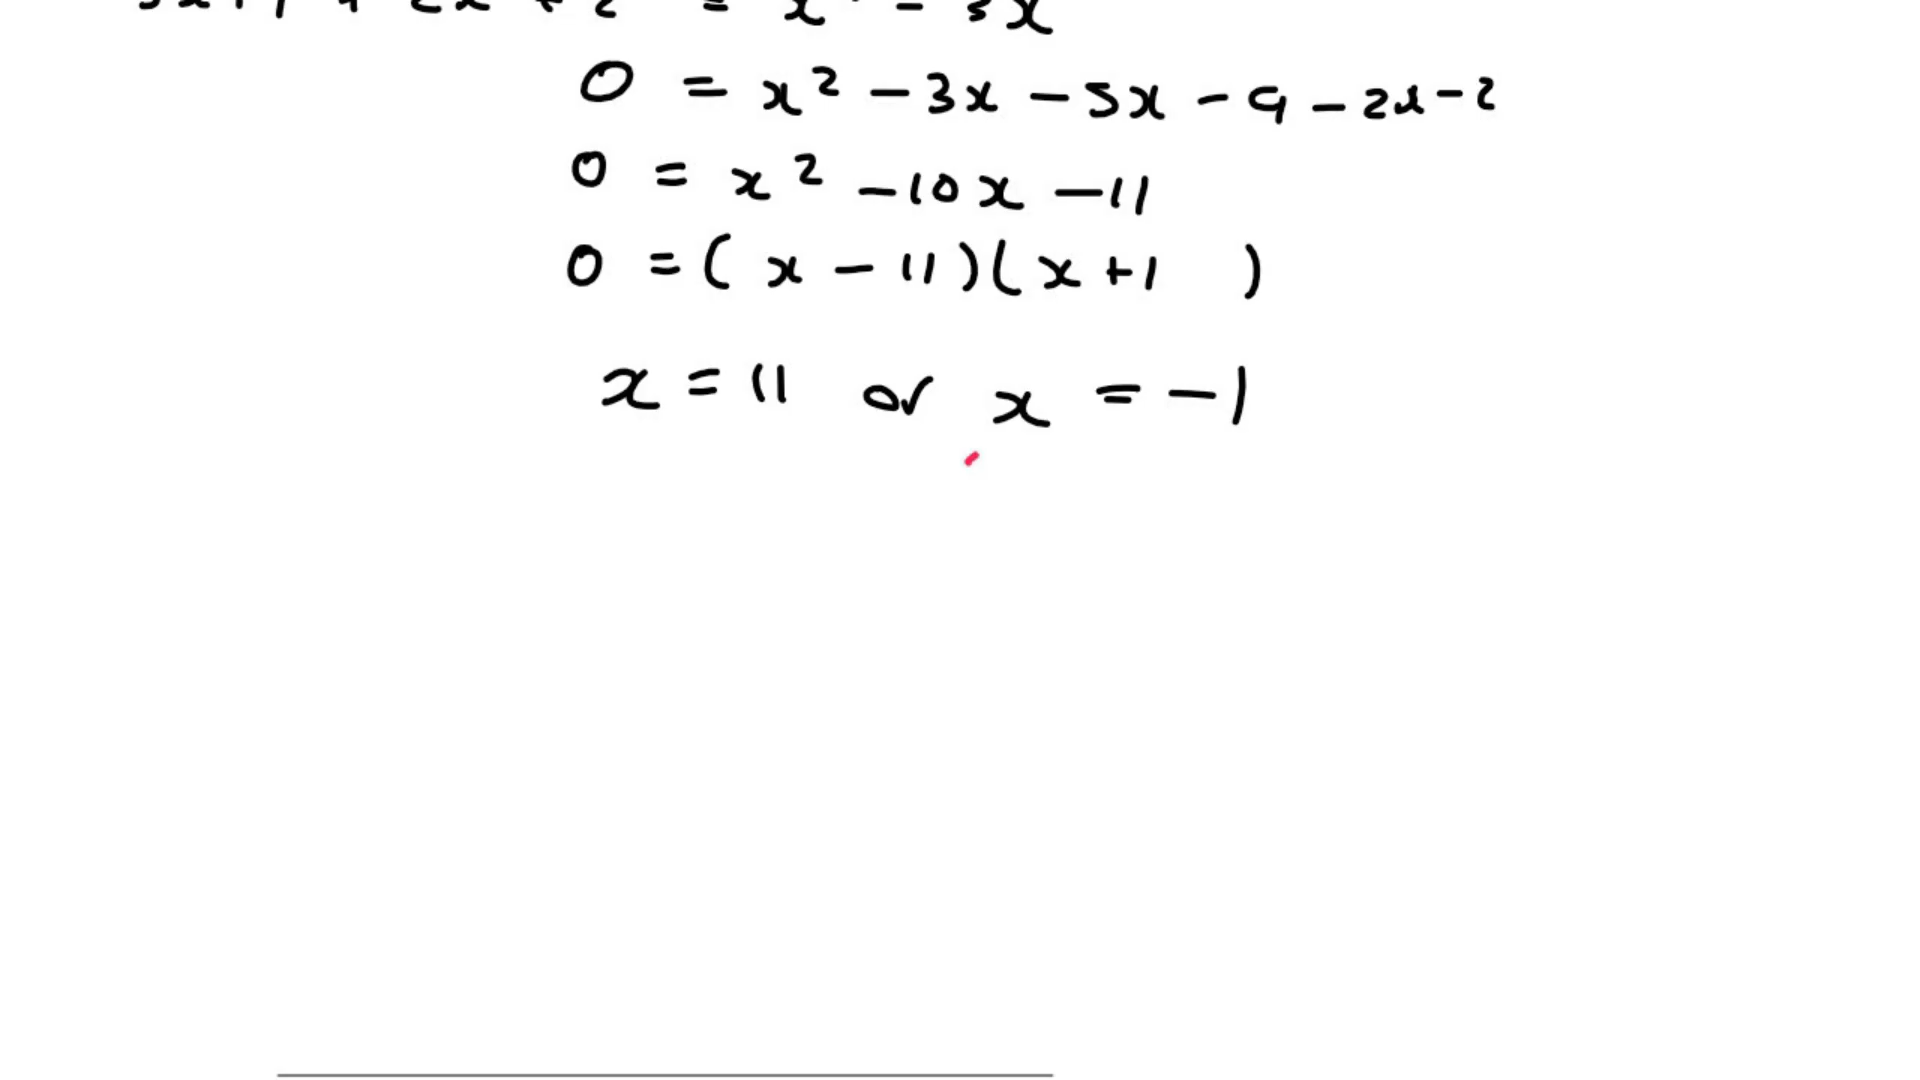 0 = x² - 3x - 5x - 9 - 2x - 2
0 = x² - 10x - 11
0 = ( x - 11 ) ( x + 1 )
x = 11 or x = -1